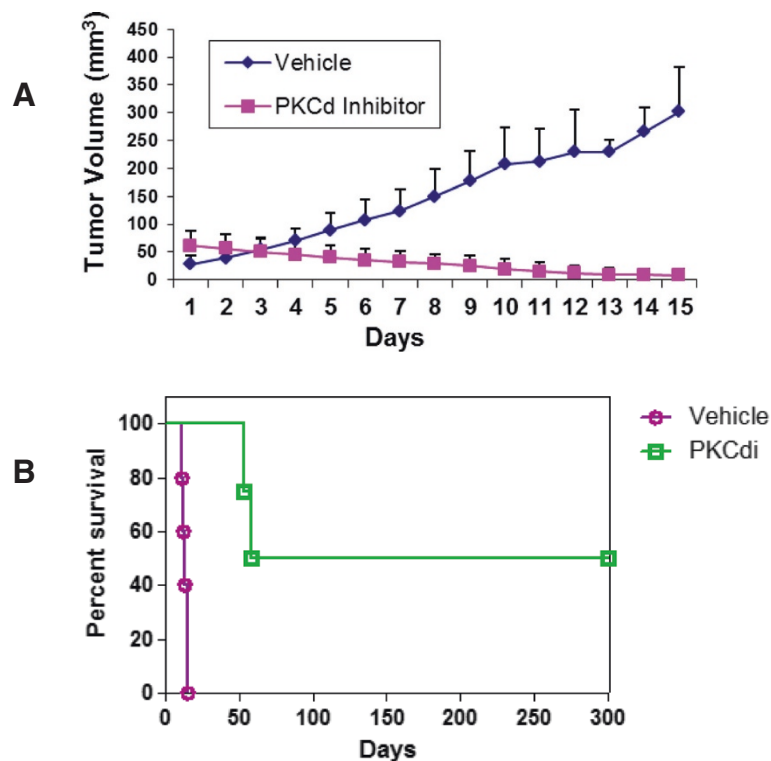 A
Tumor Volume (mm³)
450
400
350
300
250
200
150
100
50
0
Vehicle
PKCd Inhibitor
1 2 3 4 5 6 7 8 9 10 11 12 13 14 15
Days
B
Percent survival
100
80
60
40
20
0
0 50 100 150 200 250 300
Days
Vehicle
PKCdi